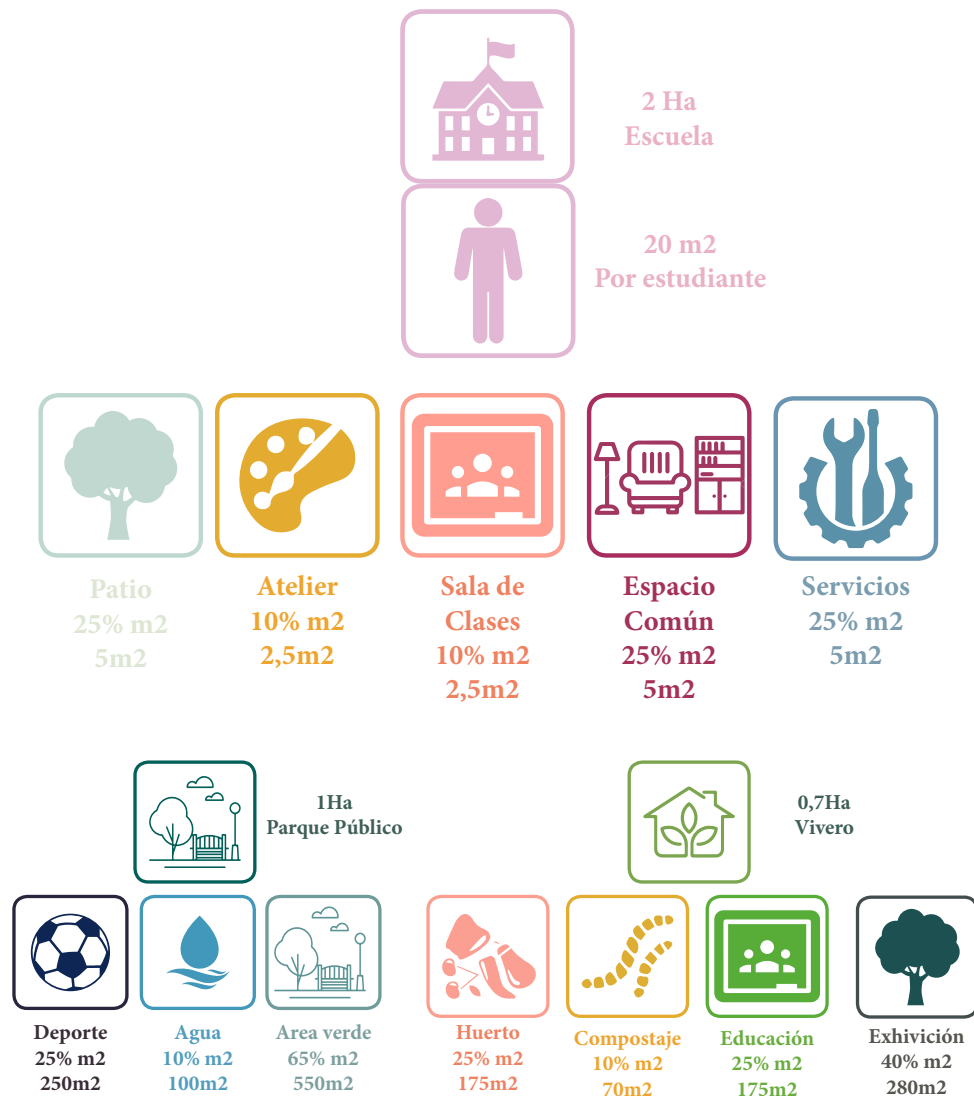 2 Ha
Escuela
20 m2
Por estudiante
Patio
25% m2
5m2
Atelier
10% m2
2,5m2
Sala de
Clases
10% m2
2,5m2
Espacio
Común
25% m2
5m2
Servicios
25% m2
5m2
1Ha
Parque Público
0,7Ha
Vivero
Deporte
25% m2
250m2
Agua
10% m2
100m2
Area verde
65% m2
550m2
Huerto
25% m2
175m2
Compostaje
10% m2
70m2
Educación
25% m2
175m2
Exhivición
40% m2
280m2